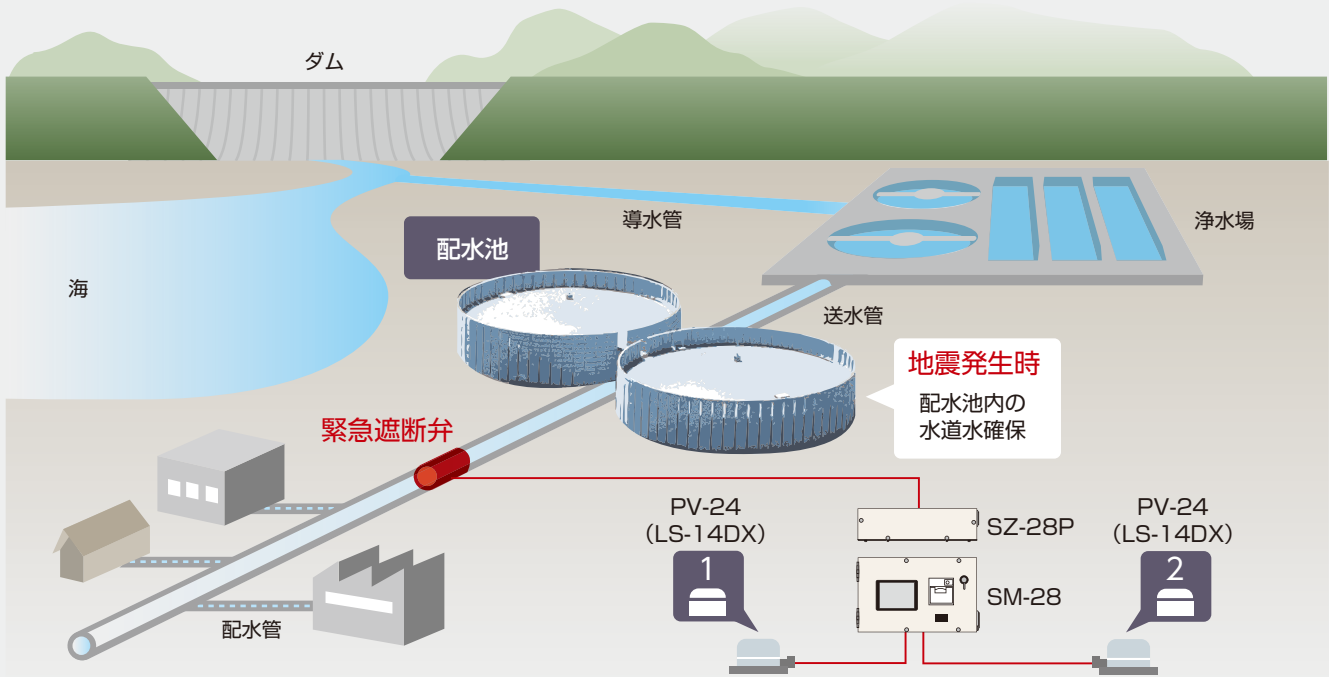 ダム
導水管
浄水場
配水池
海
送水管
地震発生時
配水池内の
水道水確保
緊急遮断弁
PV-24
(LS-14DX)
1
SZ-28P
SM-28
PV-24
(LS-14DX)
2
配水管